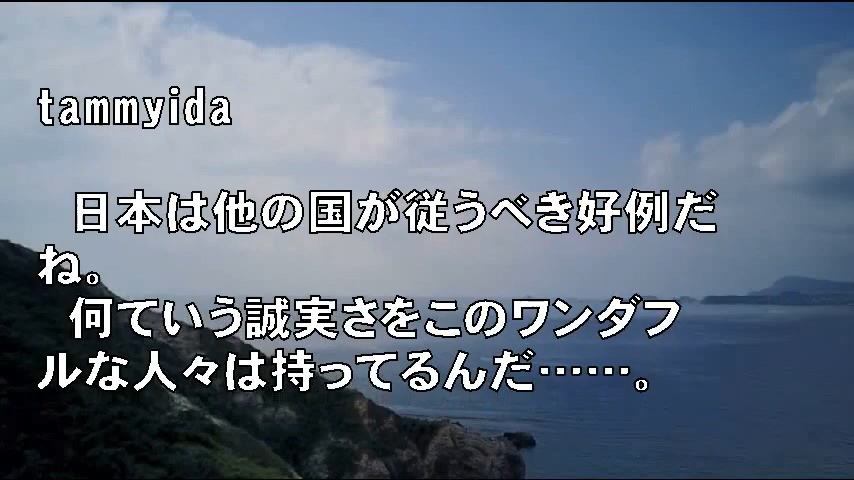 tammyida
日本は他の国が従うべき好例だ
ね。
何ていう誠実さをこのワンダフ
ルな人々は持ってるんだ……。